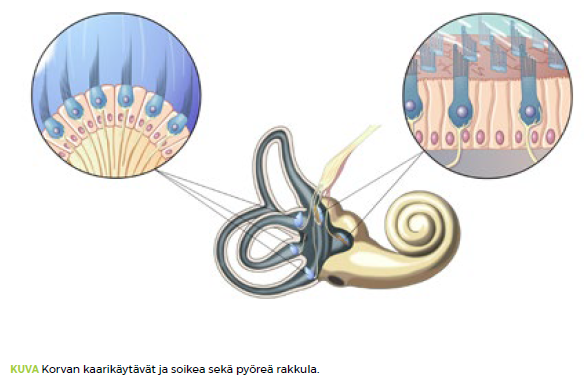 KUVA Korvan kaarikäytävät ja soikea sekä pyöreä rakkula.